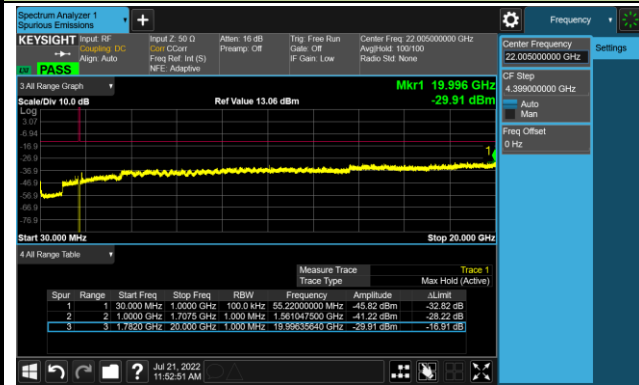 Spectrum Analyzer 1
Spurious Emissions
Frequency
KEYSIGHT
Input: RF
Coupling: DC
Align: Auto
Input Z: 50 Ω
Corr CCorr
Freq Ref: Int (S)
NFE: Adaptive
Atten: 16 dB
Preamp: Off
Trig: Free Run
Gate: Off
IF Gain: Low
Center Freq: 22.005000000 GHz
Avg|Hold: 100/100
Radio Std: None
PASS
Center Frequency
22.005000000 GHz
Settings
CF Step
4.399000000 GHz
Auto
Man
Freq Offset
0 Hz
3 All Range Graph
Mkr1 19.996 GHz
Scale/Div 10.0 dB
Ref Value 13.06 dBm
-29.91 dBm
Log
3.07
-6.94
-16.9
-26.9
-36.9
-46.9
-56.9
-66.9
-76.9
1
Start 30.000 MHz
Stop 20.000 GHz
4 All Range Table
Measure Trace Trace 1
Trace Type Max Hold (Active)
Spur Range Start Freq Stop Freq RBW Frequency Amplitude ΔLimit
1 1 30.000 MHz 1.0000 GHz 100.0 kHz 55.22000000 MHz -45.82 dBm -32.82 dB
2 2 1.0000 GHz 1.7075 GHz 1.000 MHz 1.561047500 GHz -41.22 dBm -28.22 dB
3 3 1.7820 GHz 20.000 GHz 1.000 MHz 19.99635640 GHz -29.91 dBm -16.91 dB
Jul 21, 2022
11:52:51 AM